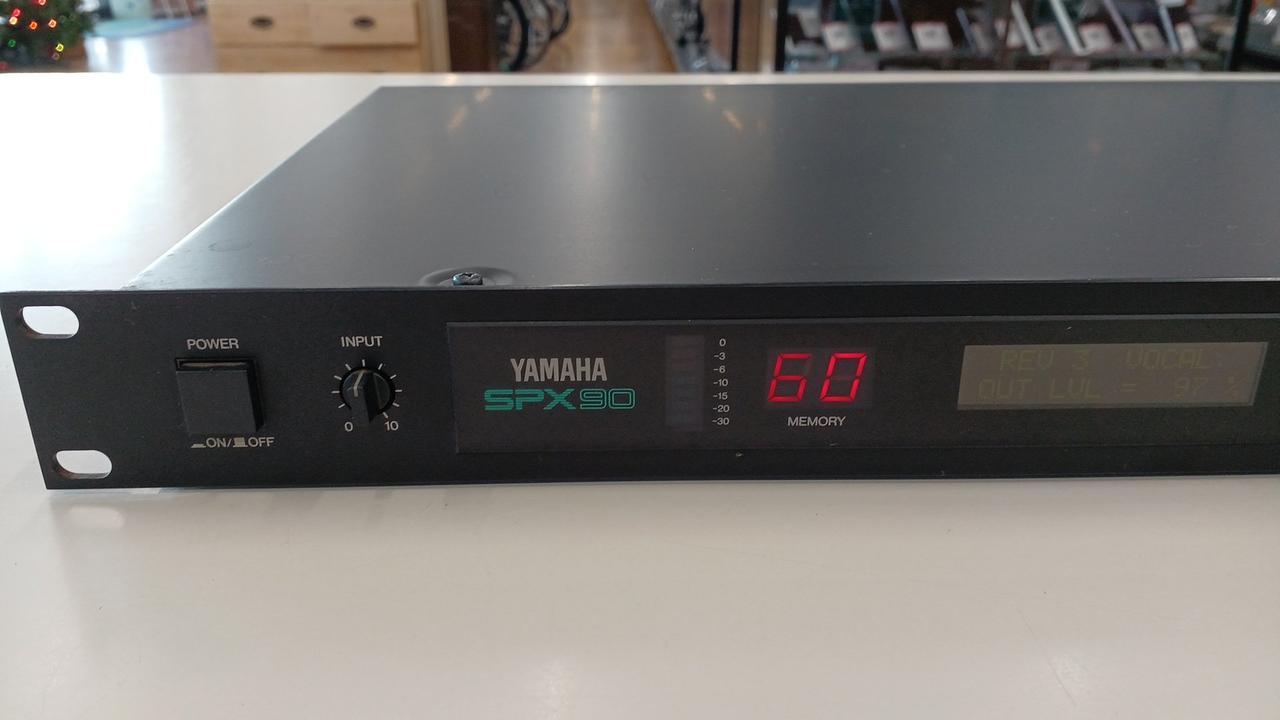 POWER
ON/ OFF
INPUT
0 10
YAMAHA
SPX90
0
-3
-6
-10
-15
-20
-30
60
MEMORY
REV 3 VOCAL
OUT LVL =